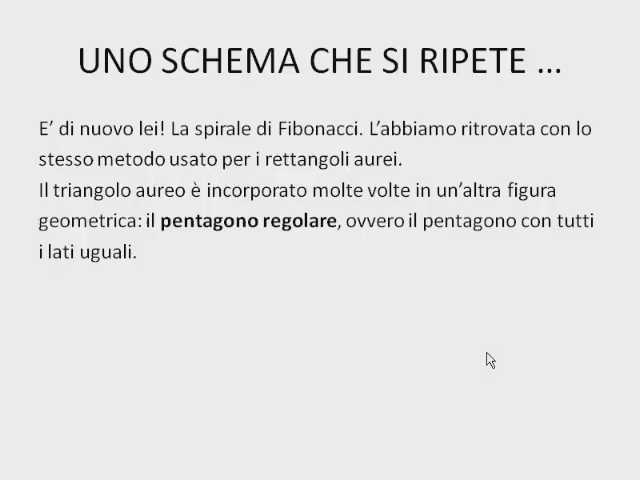 UNO SCHEMA CHE SI RIPETE ...
E’ di nuovo lei! La spirale di Fibonacci. L’abbiamo ritrovata con lo
stesso metodo usato per i rettangoli aurei.
Il triangolo aureo è incorporato molte volte in un’altra figura
geometrica: il pentagono regolare, ovvero il pentagono con tutti
i lati uguali.